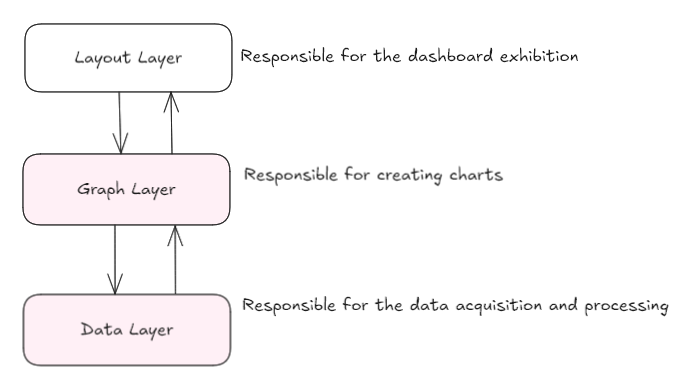 Layout Layer
Responsible for the dashboard exhibition
Graph Layer
Responsible for creating charts
Data Layer
Responsible for the data acquisition and processing